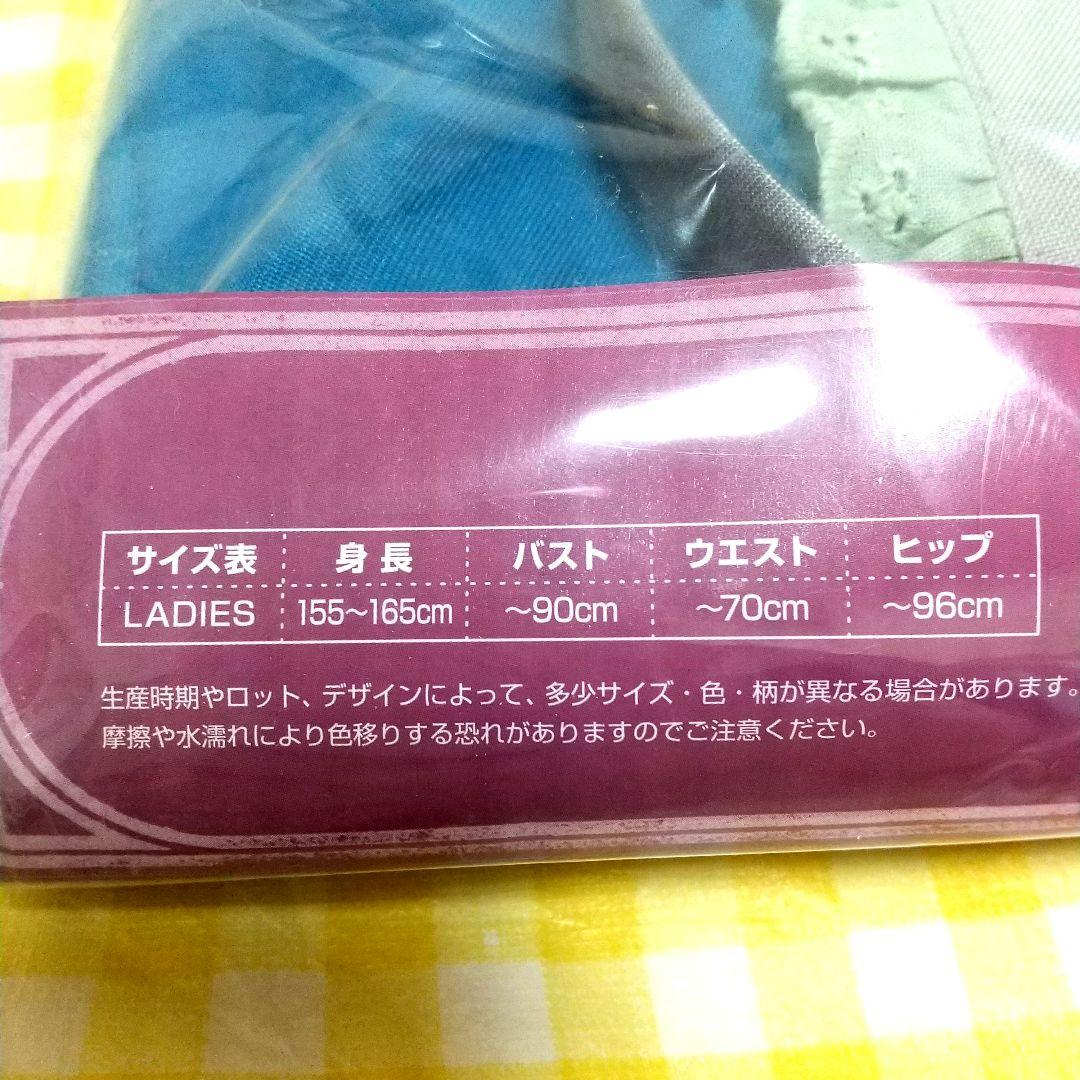 サイズ表 身長 バスト ウエスト ヒップ
LADIES 155～165cm ～90cm ～70cm ～96cm
生産時期やロット、デザインによって、多少サイズ・色・柄が異なる場合があります。
摩擦や水濡れにより色移りする恐れがありますのでご注意ください。